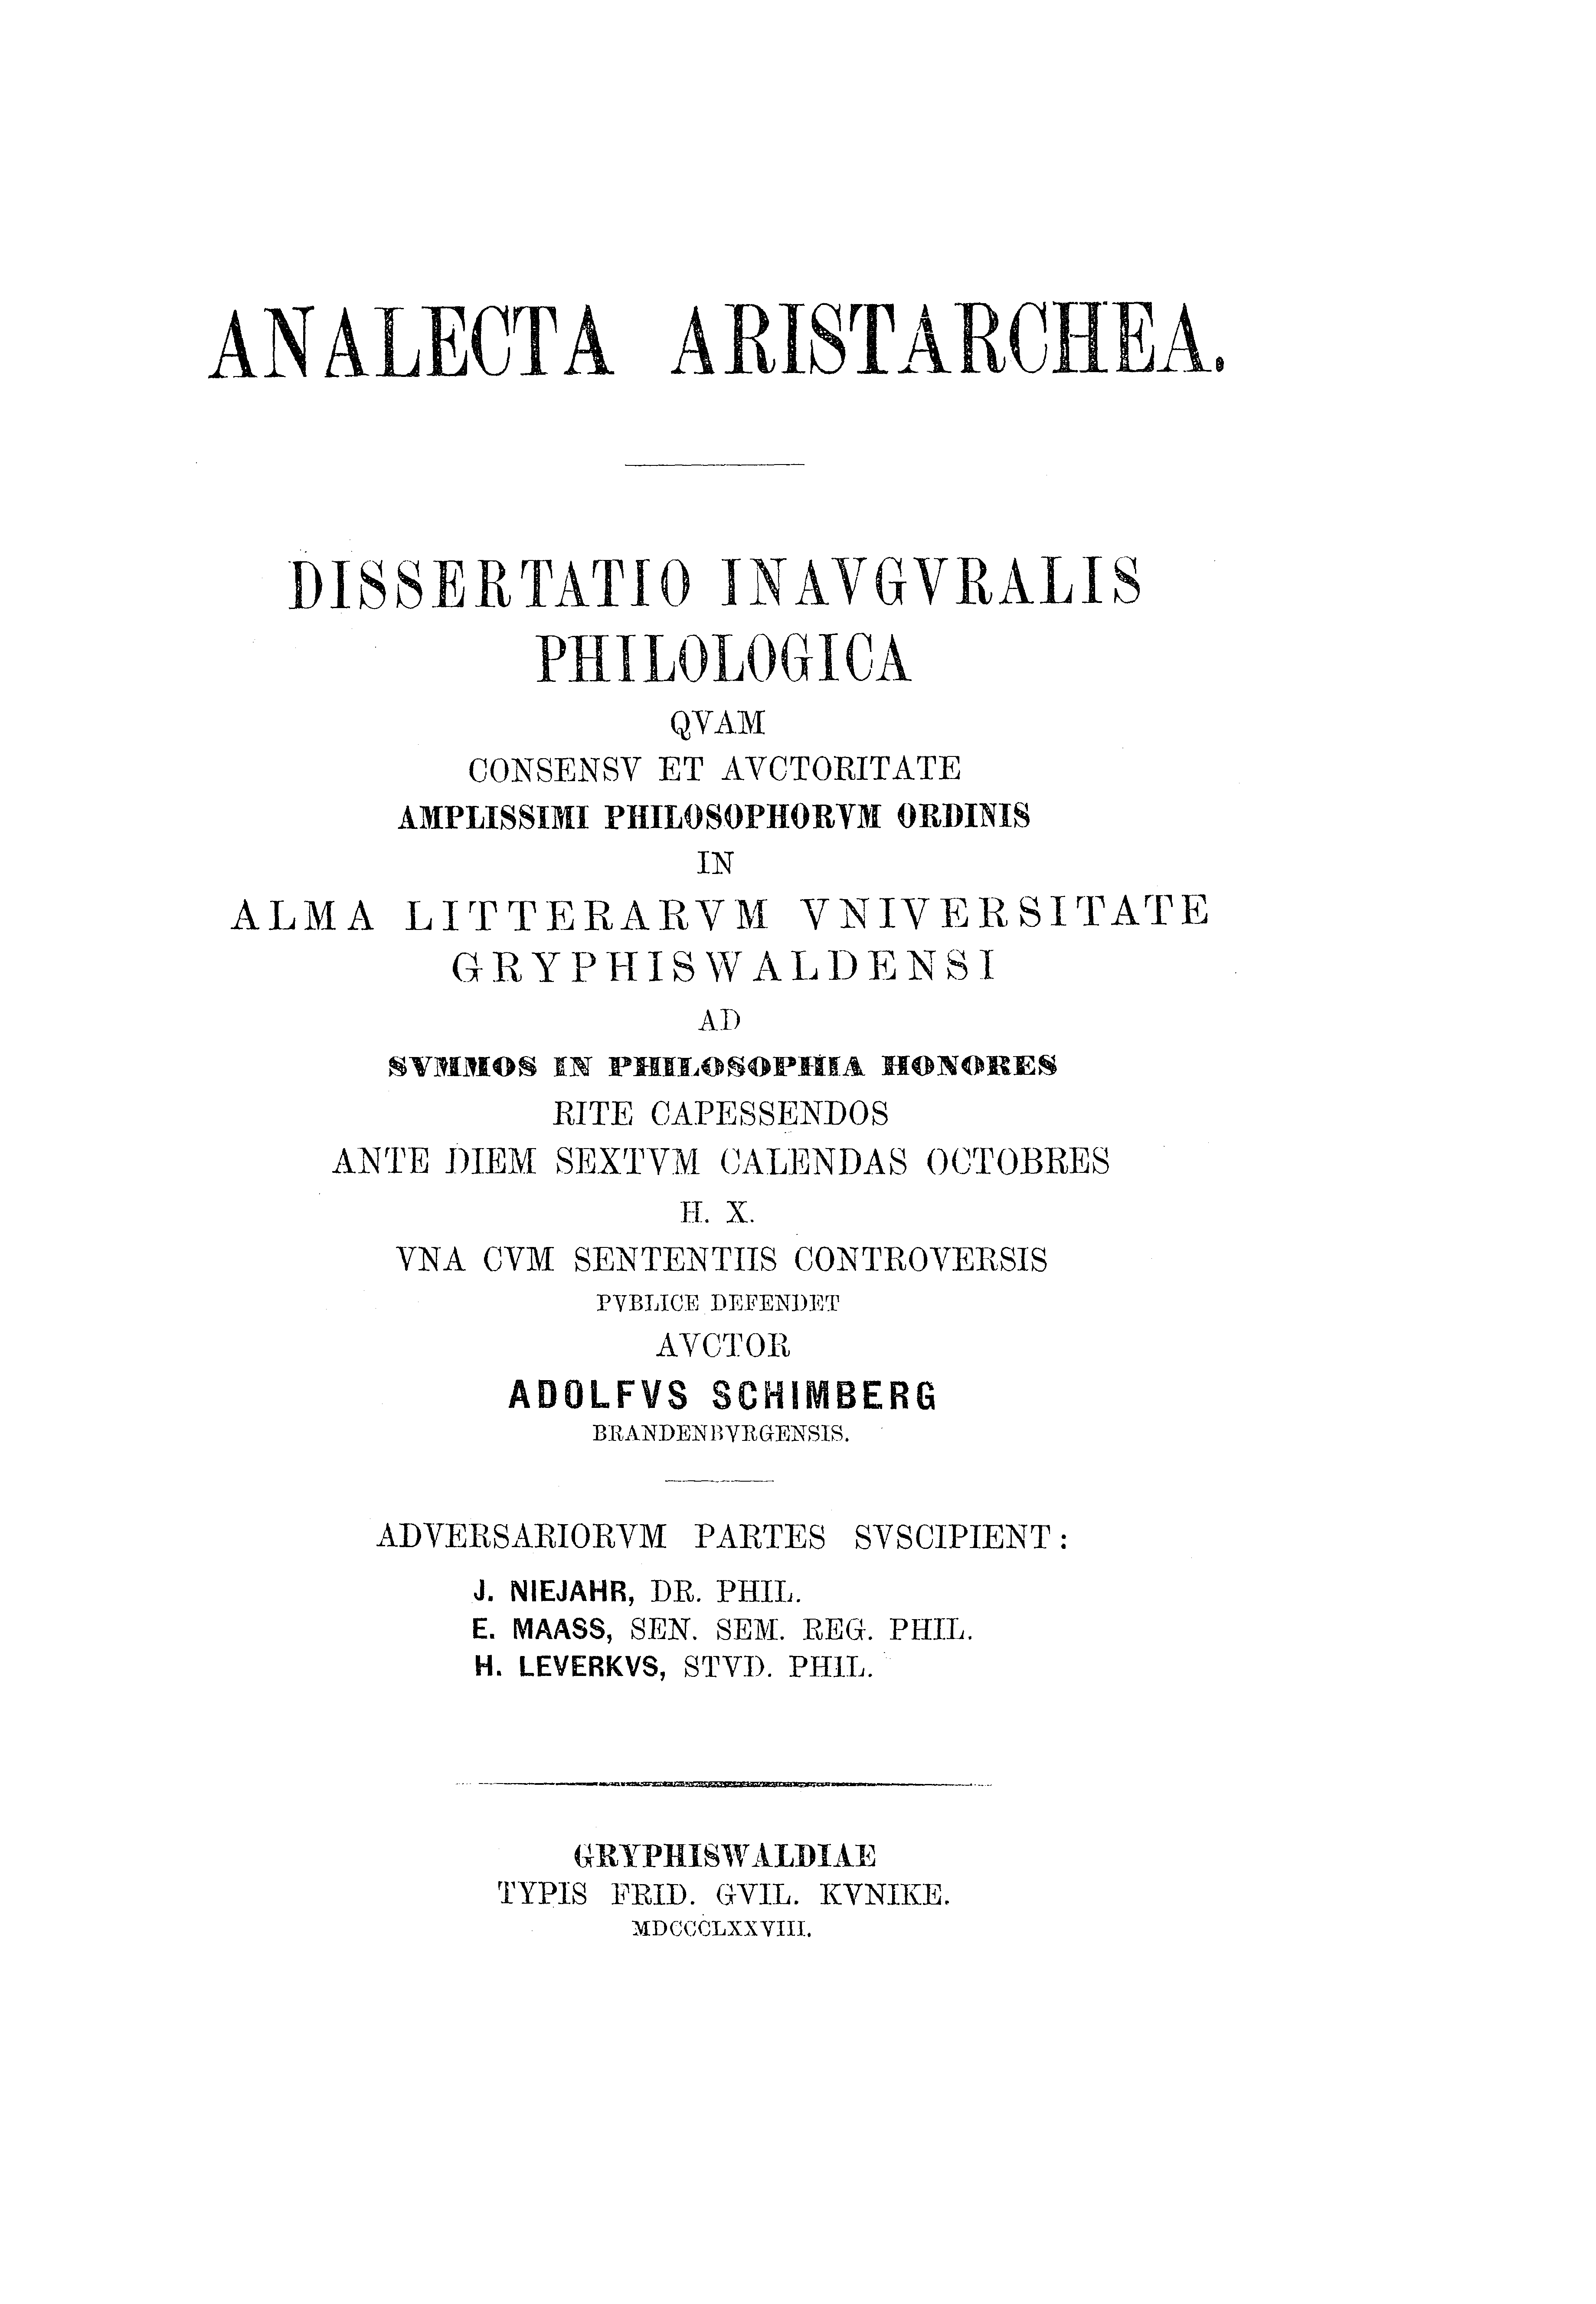 ANALECTA ARISTARCHEA.
DISSERTATIO INAVGVRALIS
PHILOLOGICA
QVAM
CONSENSV ET AVCTORITATE
AMPLISSIMI PHILOSOPHORVM ORDINIS
IN
ALMA LITTERARVM VNIVERSITATE
GRYPHISWALDENSI
AD
SVMMOS IN PHILOSOPHIA HONORES
RITE CAPESSENDOS
ANTE DIEM SEXTVM CALENDAS OCTOBRES
H. X.
VNA CVM SENTENTIIS CONTROVERSIS
PVBLICE DEFENDET
AVCTOR
ADOLFVS SCHIMBERG
BRANDENBVRGENSIS.
ADVERSARIORVM PARTES SVSCIPIENT:
J. NIEJAHR, DR. PHIL.
E. MAASS, SEN. SEM. REG. PHIL.
H. LEVERKVS, STVD. PHIL.
GRYPHISWALDIAE
TYPIS FRID. GVIL. KVNIKE.
MDCCCLXXVIII.